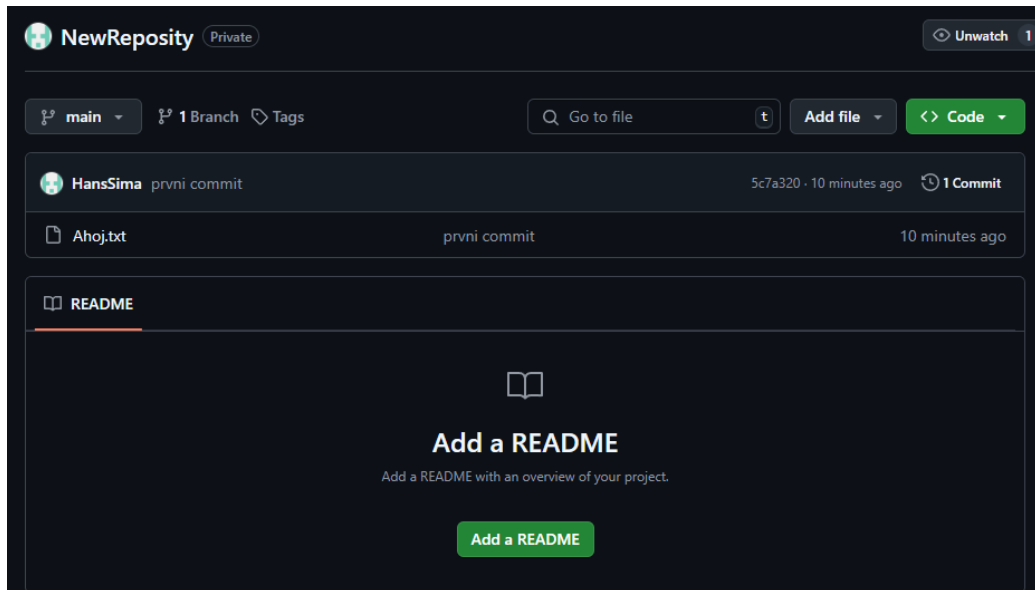 NewReposity Private Unwatch 1
main 1 Branch Tags Go to file t Add file Code
HansSima prvni commit 5c7a320 · 10 minutes ago 1 Commit
Ahoj.txt prvni commit 10 minutes ago
README
Add a README
Add a README with an overview of your project.
Add a README